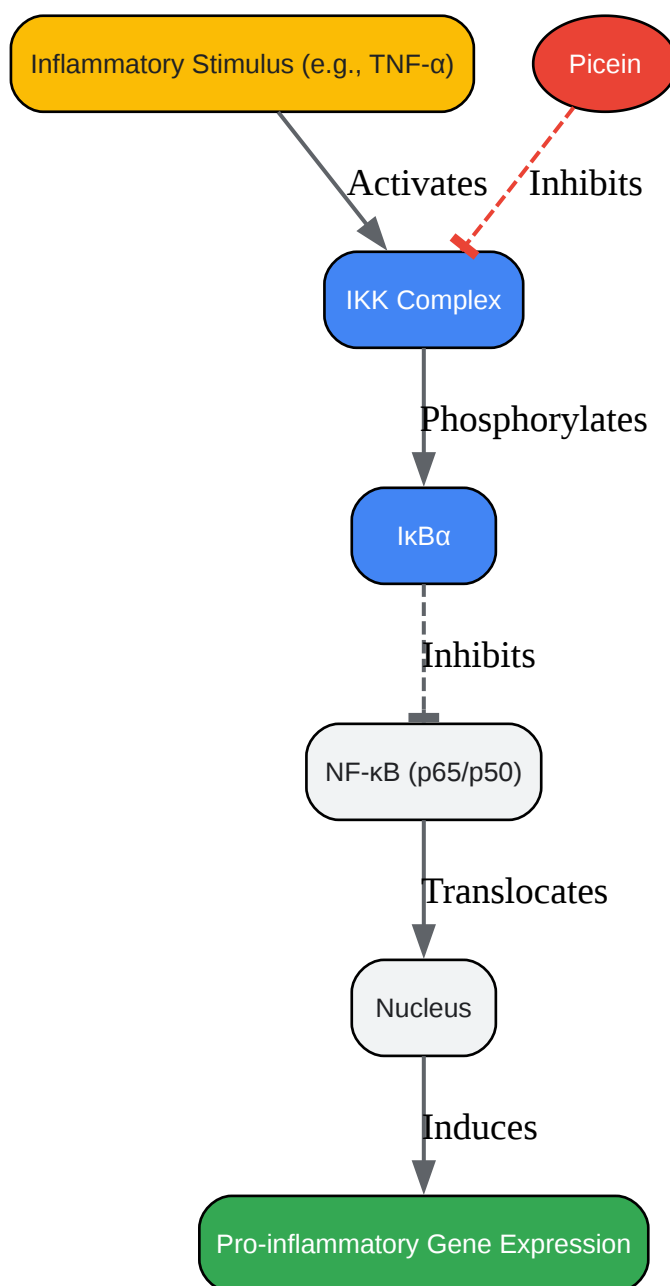 Inflammatory Stimulus (e.g., TNF-α)
Picein
Activates
Inhibits
IKK Complex
Phosphorylates
IκBα
Inhibits
NF-κB (p65/p50)
Translocates
Nucleus
Induces
Pro-inflammatory Gene Expression